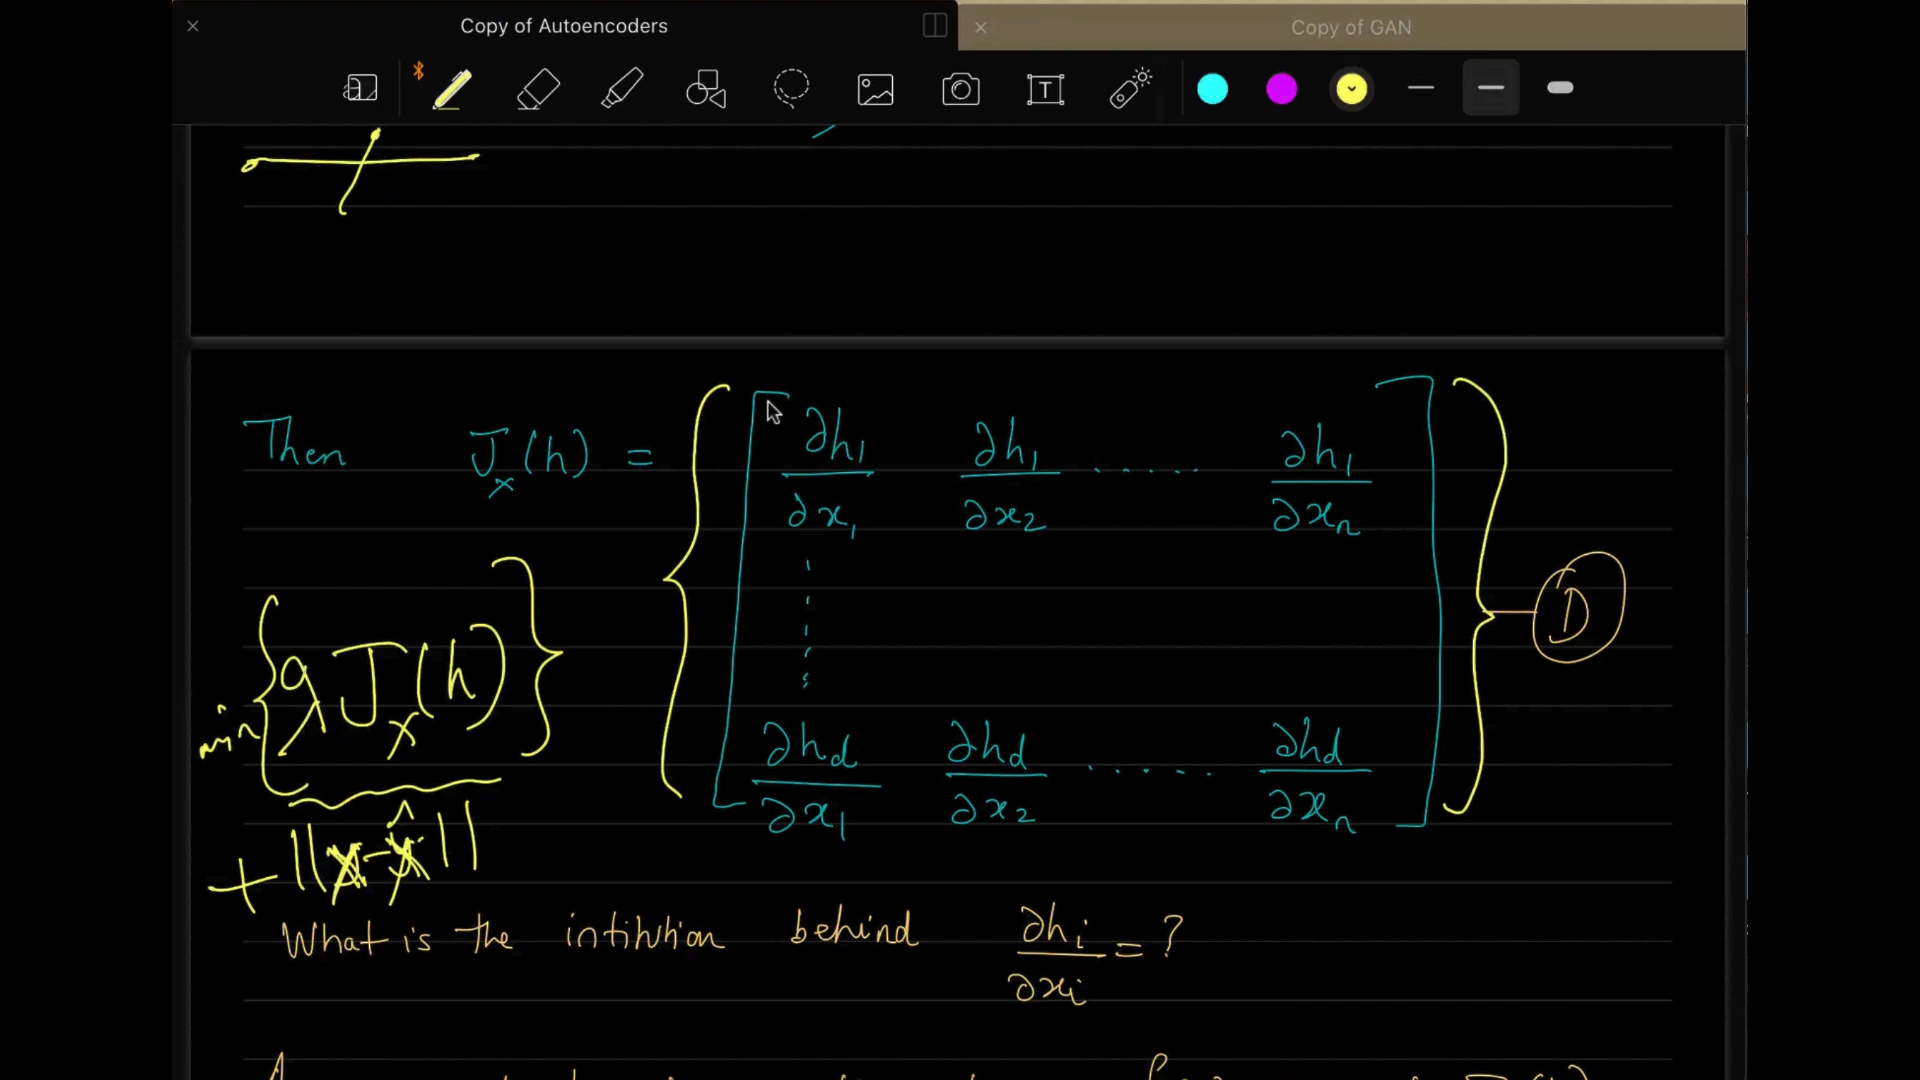 Copy of Autoencoders
Copy of GAN
T
Then J_x(h) = [ ∂h₁/∂x₁ ∂h₁/∂x₂ ...... ∂h₁/∂xₙ
∂h_d/∂x₁ ∂h_d/∂x₂ ...... ∂h_d/∂xₙ ]
D
min { J_x(h) }
+ ||x-x̂||
What is the intitution behind ∂hᵢ/∂xᵢ = ?